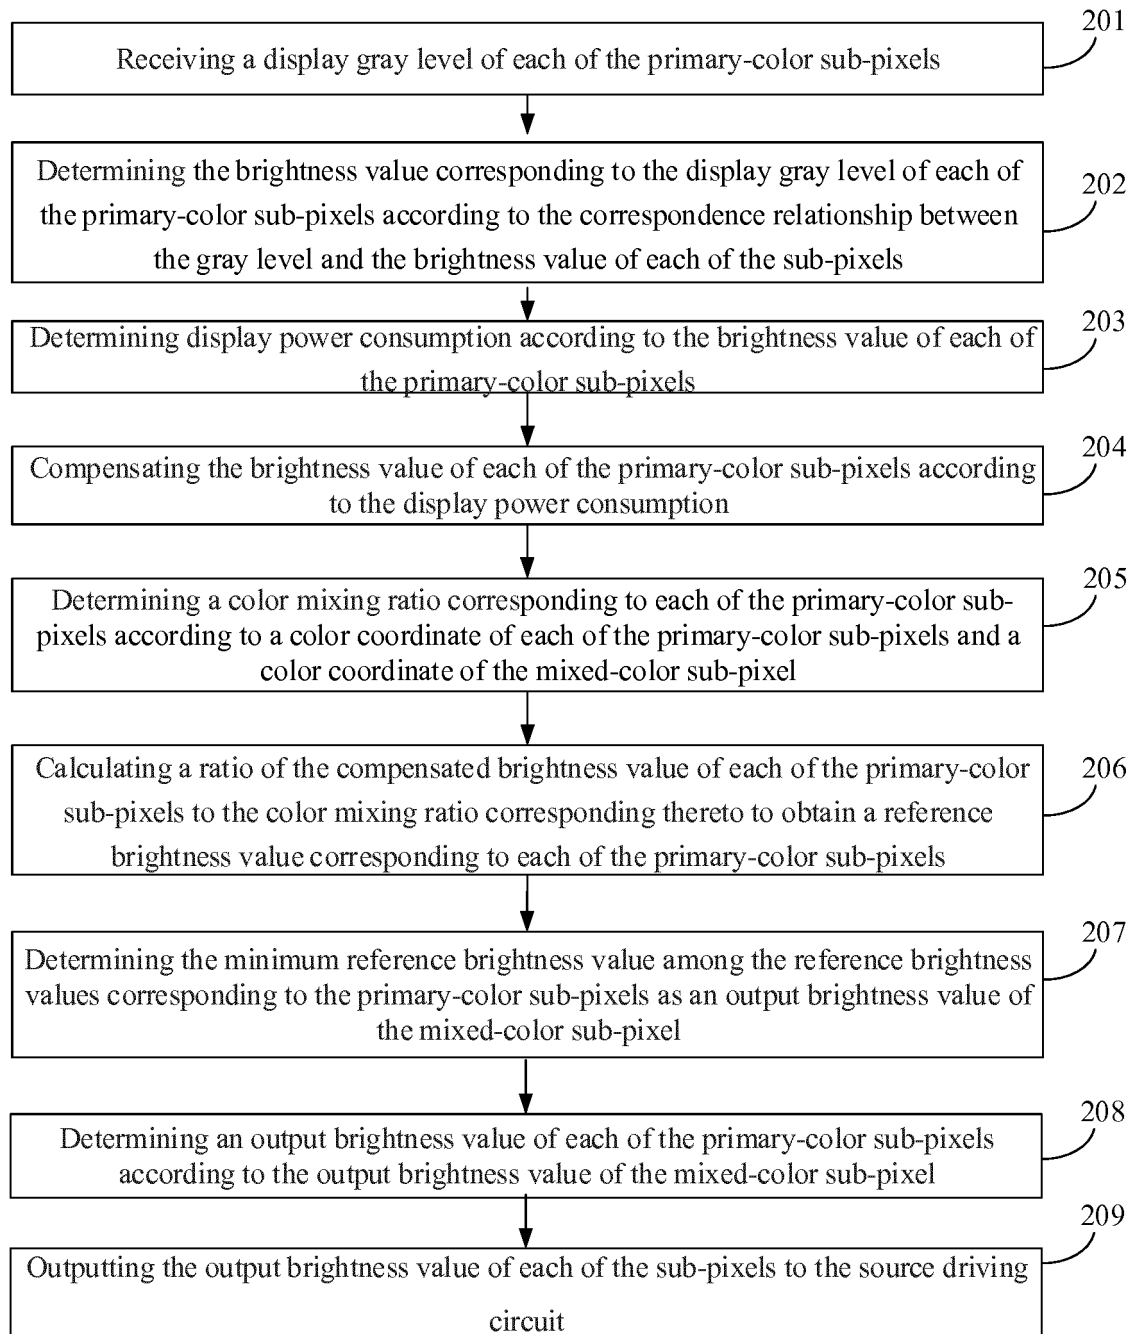 201
Receiving a display gray level of each of the primary-color sub-pixels
Determining the brightness value corresponding to the display gray level of each of
202
the primary-color sub-pixels according to the correspondence relationship between
the gray level and the brightness value of each of the sub-pixels
203
Determining display power consumption according to the brightness value of each of
the primary-color sub-pixels
204
Compensating the brightness value of each of the primary-color sub-pixels according
to the display power consumption
205
Determining a color mixing ratio corresponding to each of the primary-color sub-
pixels according to a color coordinate of each of the primary-color sub-pixels and a
color coordinate of the mixed-color sub-pixel
206
Calculating a ratio of the compensated brightness value of each of the primary-color
sub-pixels to the color mixing ratio corresponding thereto to obtain a reference
brightness value corresponding to each of the primary-color sub-pixels
207
Determining the minimum reference brightness value among the reference brightness
values corresponding to the primary-color sub-pixels as an output brightness value of
the mixed-color sub-pixel
208
Determining an output brightness value of each of the primary-color sub-pixels
according to the output brightness value of the mixed-color sub-pixel
209
Outputting the output brightness value of each of the sub-pixels to the source driving
circuit